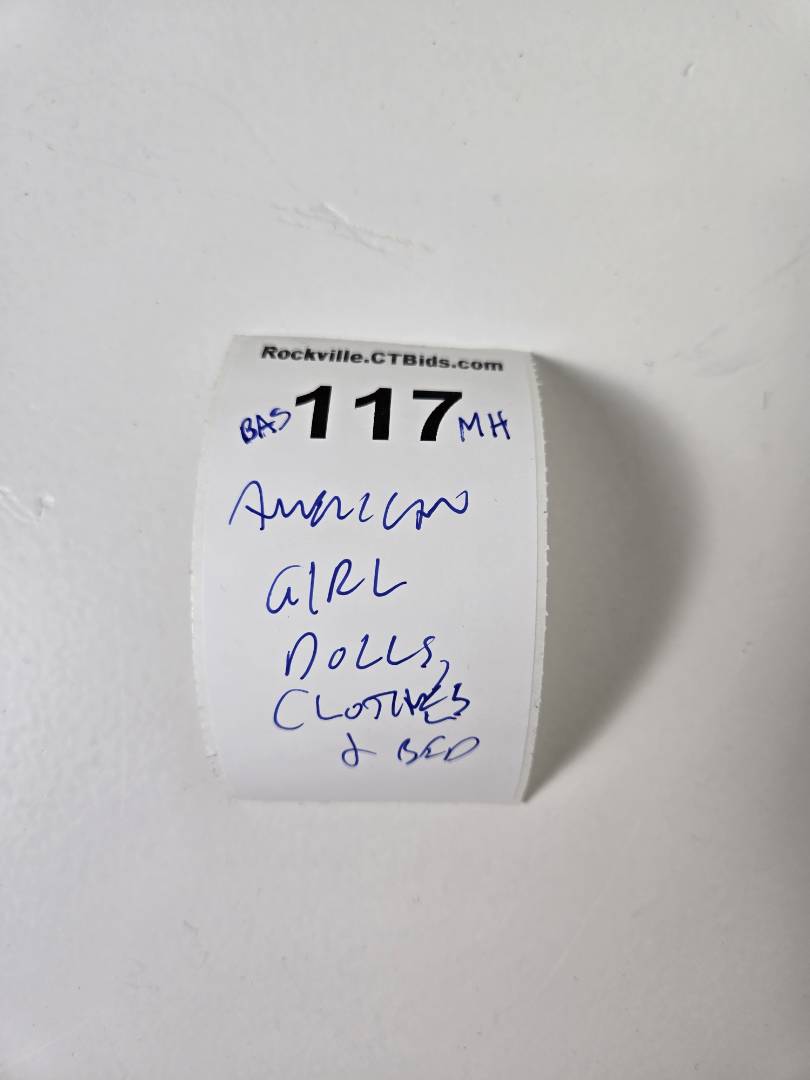 Rockville.CTBids.com
BAS 117 MH
AMERICAN
GIRL
DOLLS,
CLOTHES
& BED